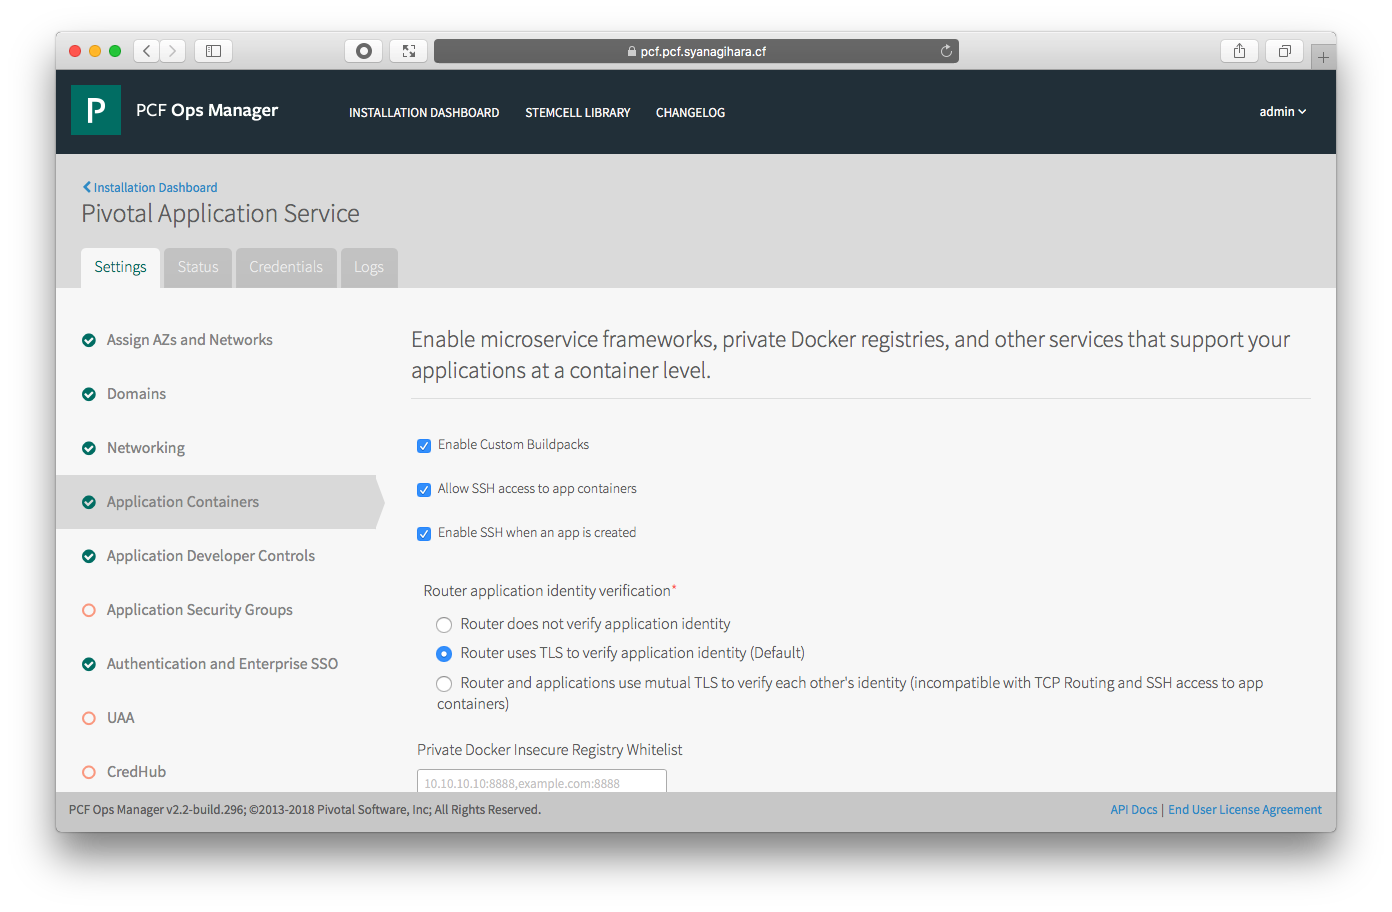 pcf.pcf.syanagihara.cf
P
PCF Ops Manager
INSTALLATION DASHBOARD
STEMCELL LIBRARY
CHANGELOG
admin
Installation Dashboard
Pivotal Application Service
Settings
Status
Credentials
Logs
Assign AZs and Networks
Domains
Networking
Application Containers
Application Developer Controls
Application Security Groups
Authentication and Enterprise SSO
UAA
CredHub
Enable microservice frameworks, private Docker registries, and other services that support your
applications at a container level.
Enable Custom Buildpacks
Allow SSH access to app containers
Enable SSH when an app is created
Router application identity verification*
Router does not verify application identity
Router uses TLS to verify application identity (Default)
Router and applications use mutual TLS to verify each other's identity (incompatible with TCP Routing and SSH access to app
containers)
Private Docker Insecure Registry Whitelist
10.10.10.10:8888,example.com:8888
PCF Ops Manager v2.2-build.296; ©2013-2018 Pivotal Software, Inc; All Rights Reserved.
API Docs | End User License Agreement